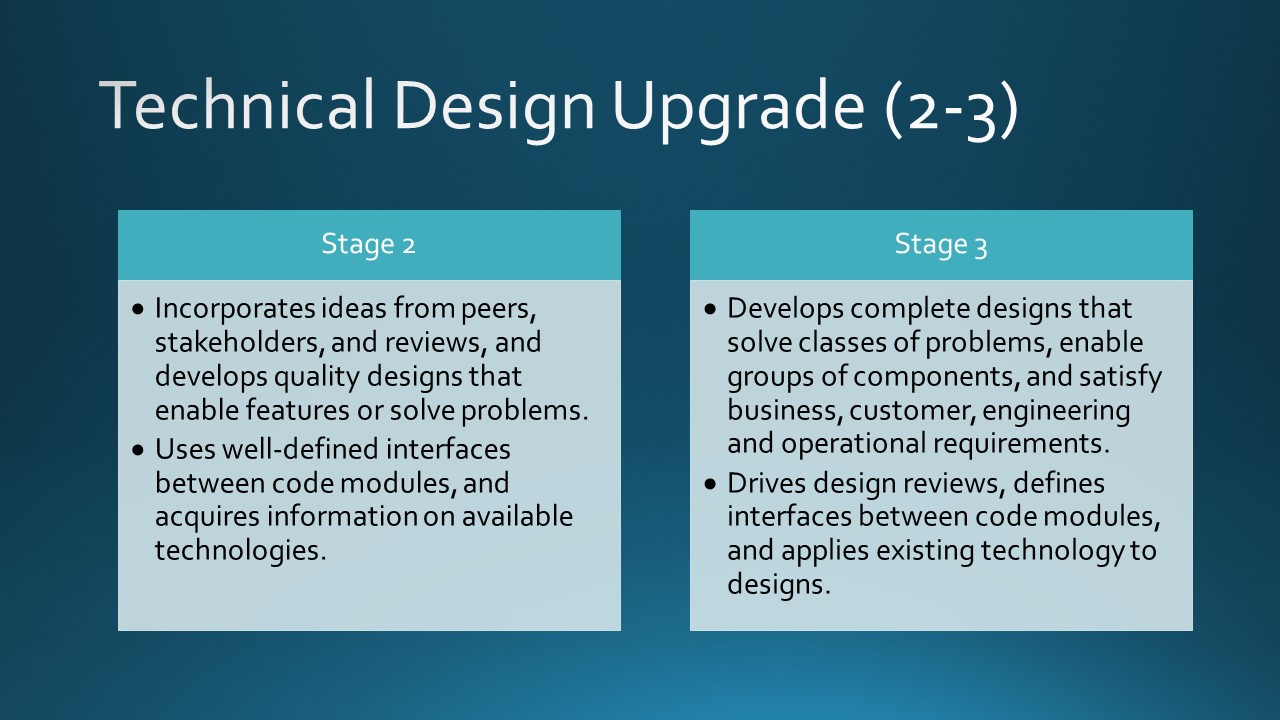 Technical Design Upgrade (2-3)
Stage 2
• Incorporates ideas from peers,
stakeholders, and reviews, and
develops quality designs that
enable features or solve problems.
• Uses well-defined interfaces
between code modules, and
acquires information on available
technologies.
Stage 3
• Develops complete designs that
solve classes of problems, enable
groups of components, and satisfy
business, customer, engineering
and operational requirements.
• Drives design reviews, defines
interfaces between code modules,
and applies existing technology to
designs.